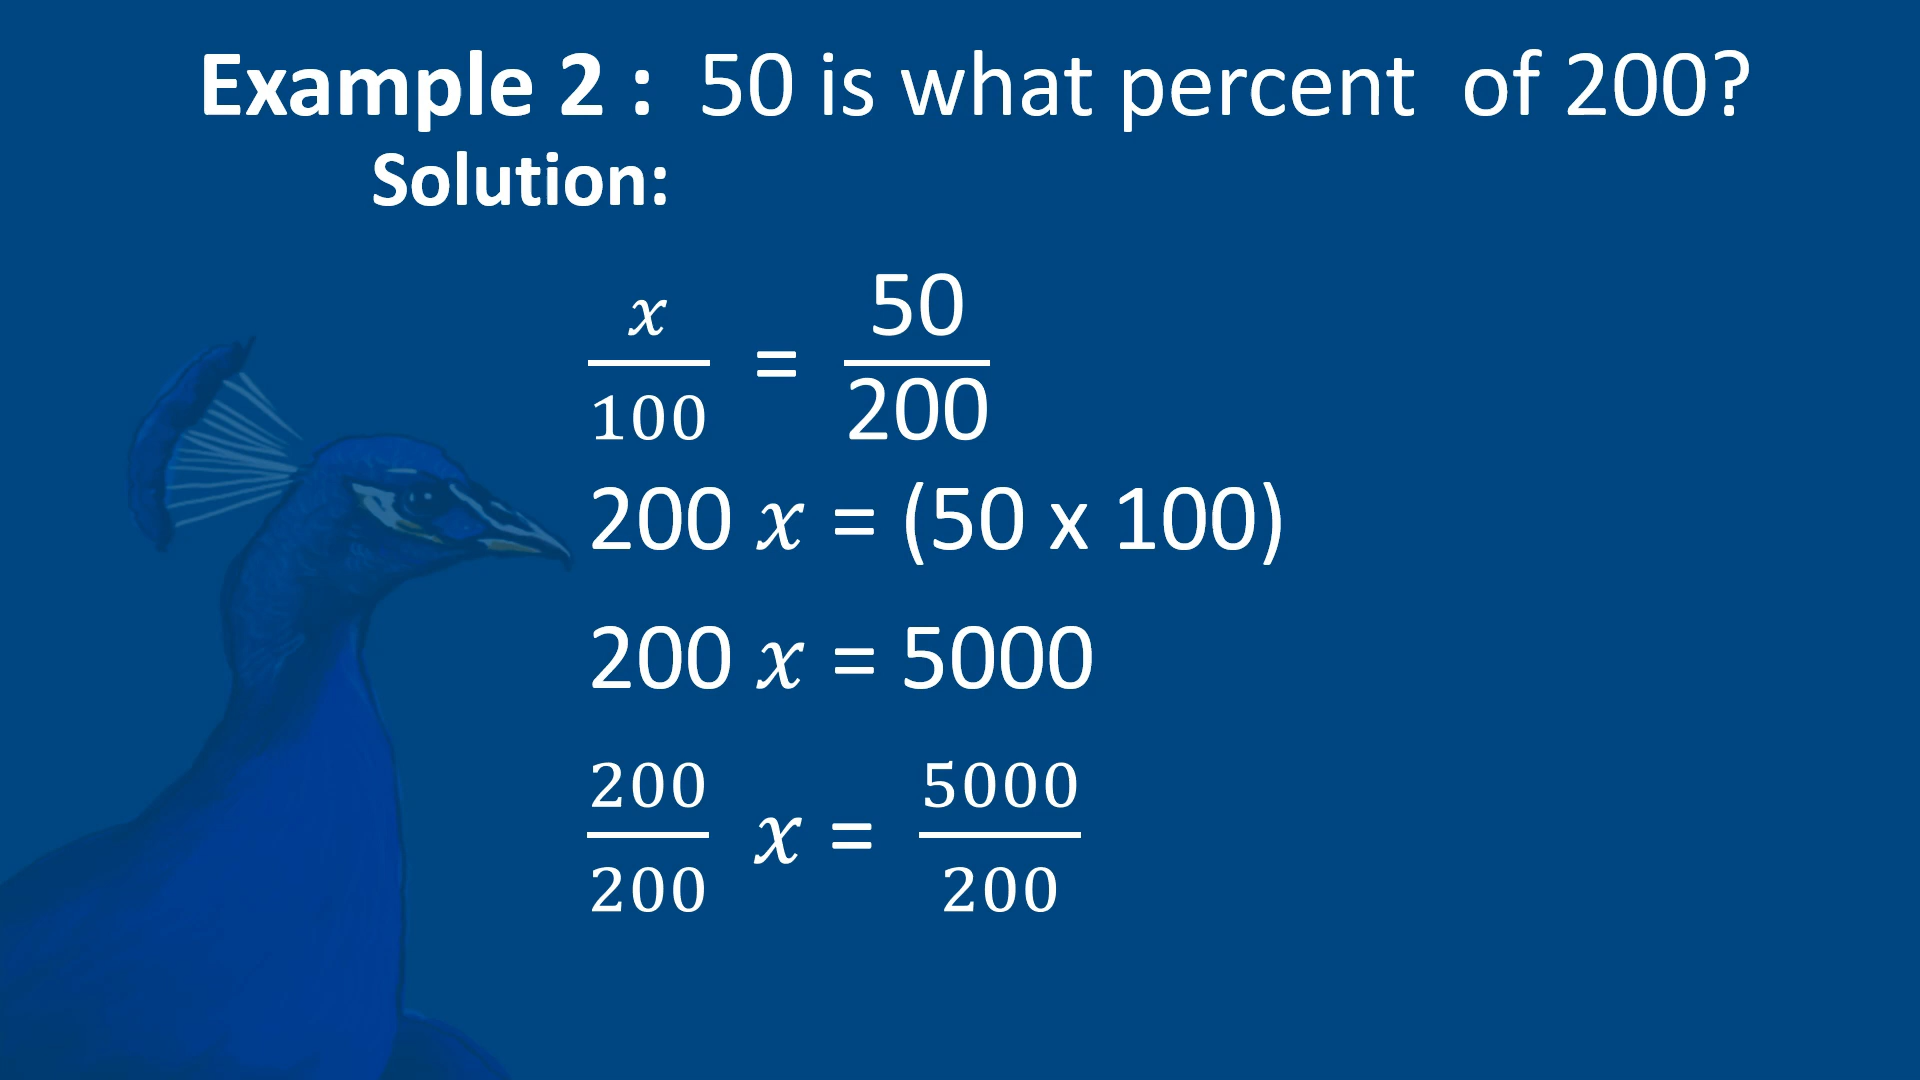 Example 2 : 50 is what percent of 200?
Solution:
x/100 = 50/200
200 x = (50 x 100)
200 x = 5000
200/200 x = 5000/200